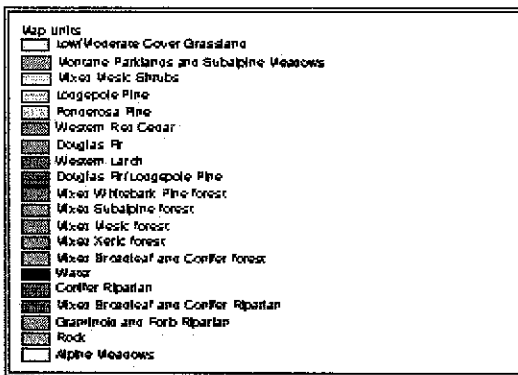 Map units
Low/Moderate Cover Grassland
Montane Parklands and Subalpine Meadows
Mixed Mesic Shrubs
Lodgepole Pine
Ponderosa Pine
Western Red Cedar
Douglas Fir
Western Larch
Douglas Fir/Lodgepole Pine
Mixed Whitebark Pine forest
Mixed Subalpine forest
Mixed Mesic forest
Mixed Xeric forest
Mixed Broadleaf and Conifer forest
Water
Conifer Riparian
Mixed Broadleaf and Conifer Riparian
Graminoid and Forb Riparian
Rock
Alpine Meadows